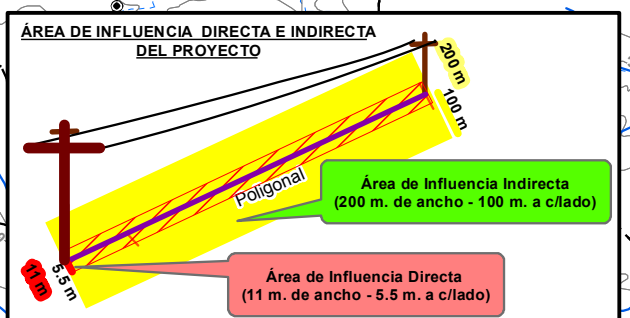 ÁREA DE INFLUENCIA DIRECTA E INDIRECTA
DEL PROYECTO
200 m
100 m
Poligonal
Área de Influencia Indirecta
(200 m. de ancho - 100 m. a c/lado)
11 m
5.5 m
Área de Influencia Directa
(11 m. de ancho - 5.5 m. a c/lado)